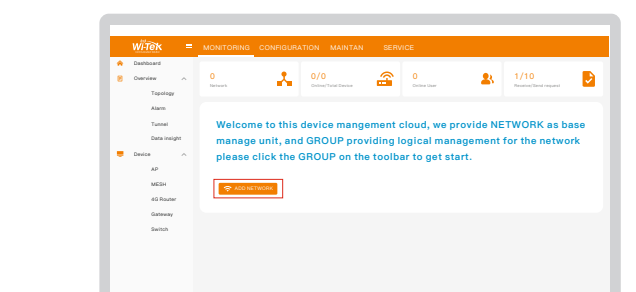 Wi-TeK
MONITORING CONFIGURATION MAINTAN SERVICE
Dashboard
Overview
Topology
Alarm
Tunnel
Data insight
Device
AP
MESH
4G Router
Gateway
Switch
0
Network
0/0
Online/Total Device
0
Online User
1/10
Receive/Send request
Welcome to this device mangement cloud, we provide NETWORK as base
manage unit, and GROUP providing logical management for the network
please click the GROUP on the toolbar to get start.
ADD NETWORK